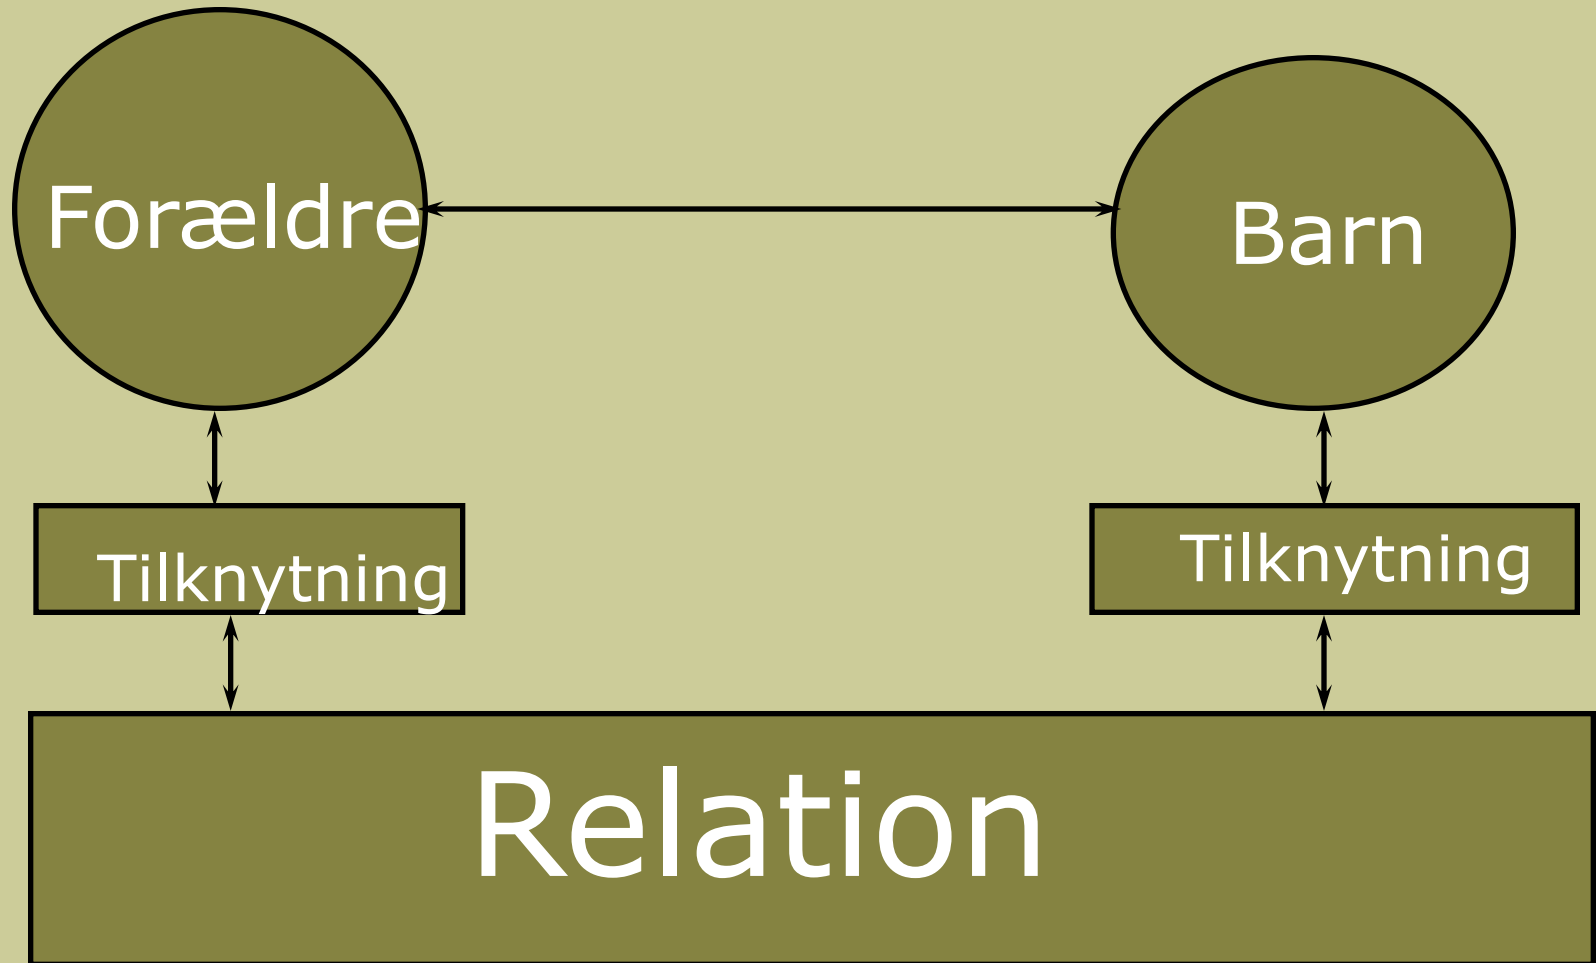 Forældre
Barn
Tilknytning
Tilknytning
Relation